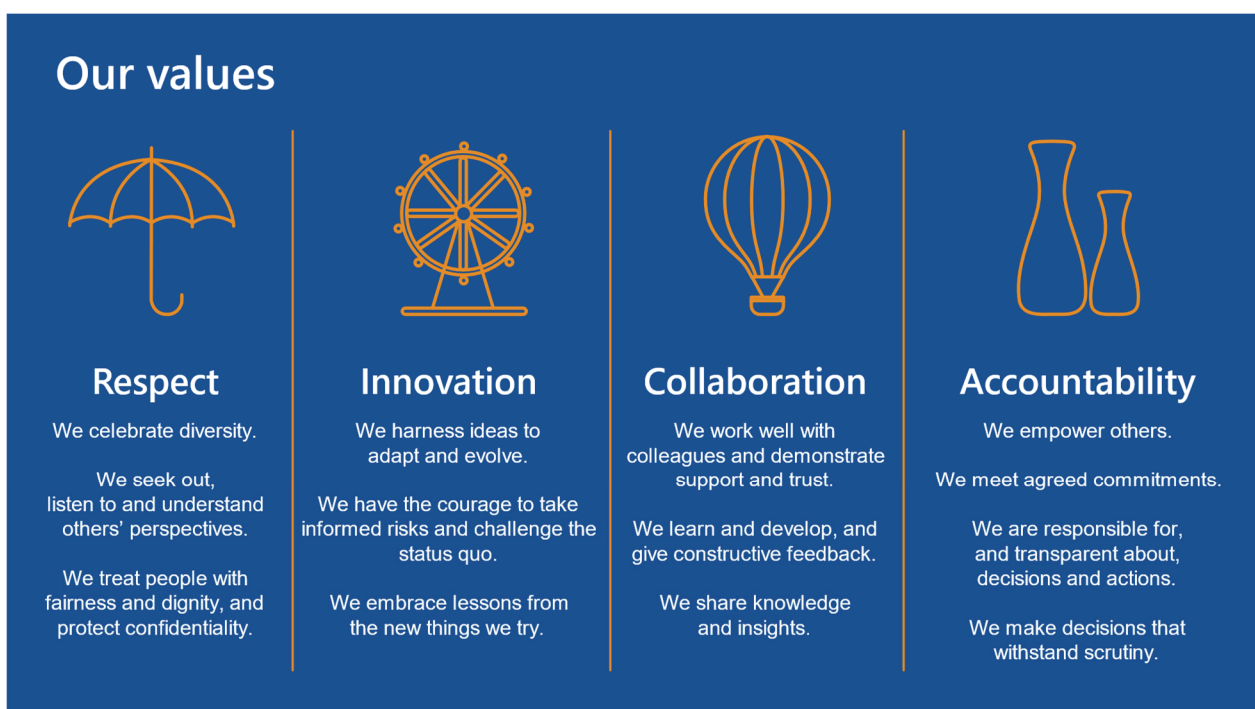 Our values
Respect
We celebrate diversity.
We seek out,
listen to and understand
others’ perspectives.
We treat people with
fairness and dignity, and
protect confidentiality.
Innovation
We harness ideas to
adapt and evolve.
We have the courage to take
informed risks and challenge the
status quo.
We embrace lessons from
the new things we try.
Collaboration
We work well with
colleagues and demonstrate
support and trust.
We learn and develop, and
give constructive feedback.
We share knowledge
and insights.
Accountability
We empower others.
We meet agreed commitments.
We are responsible for,
and transparent about,
decisions and actions.
We make decisions that
withstand scrutiny.